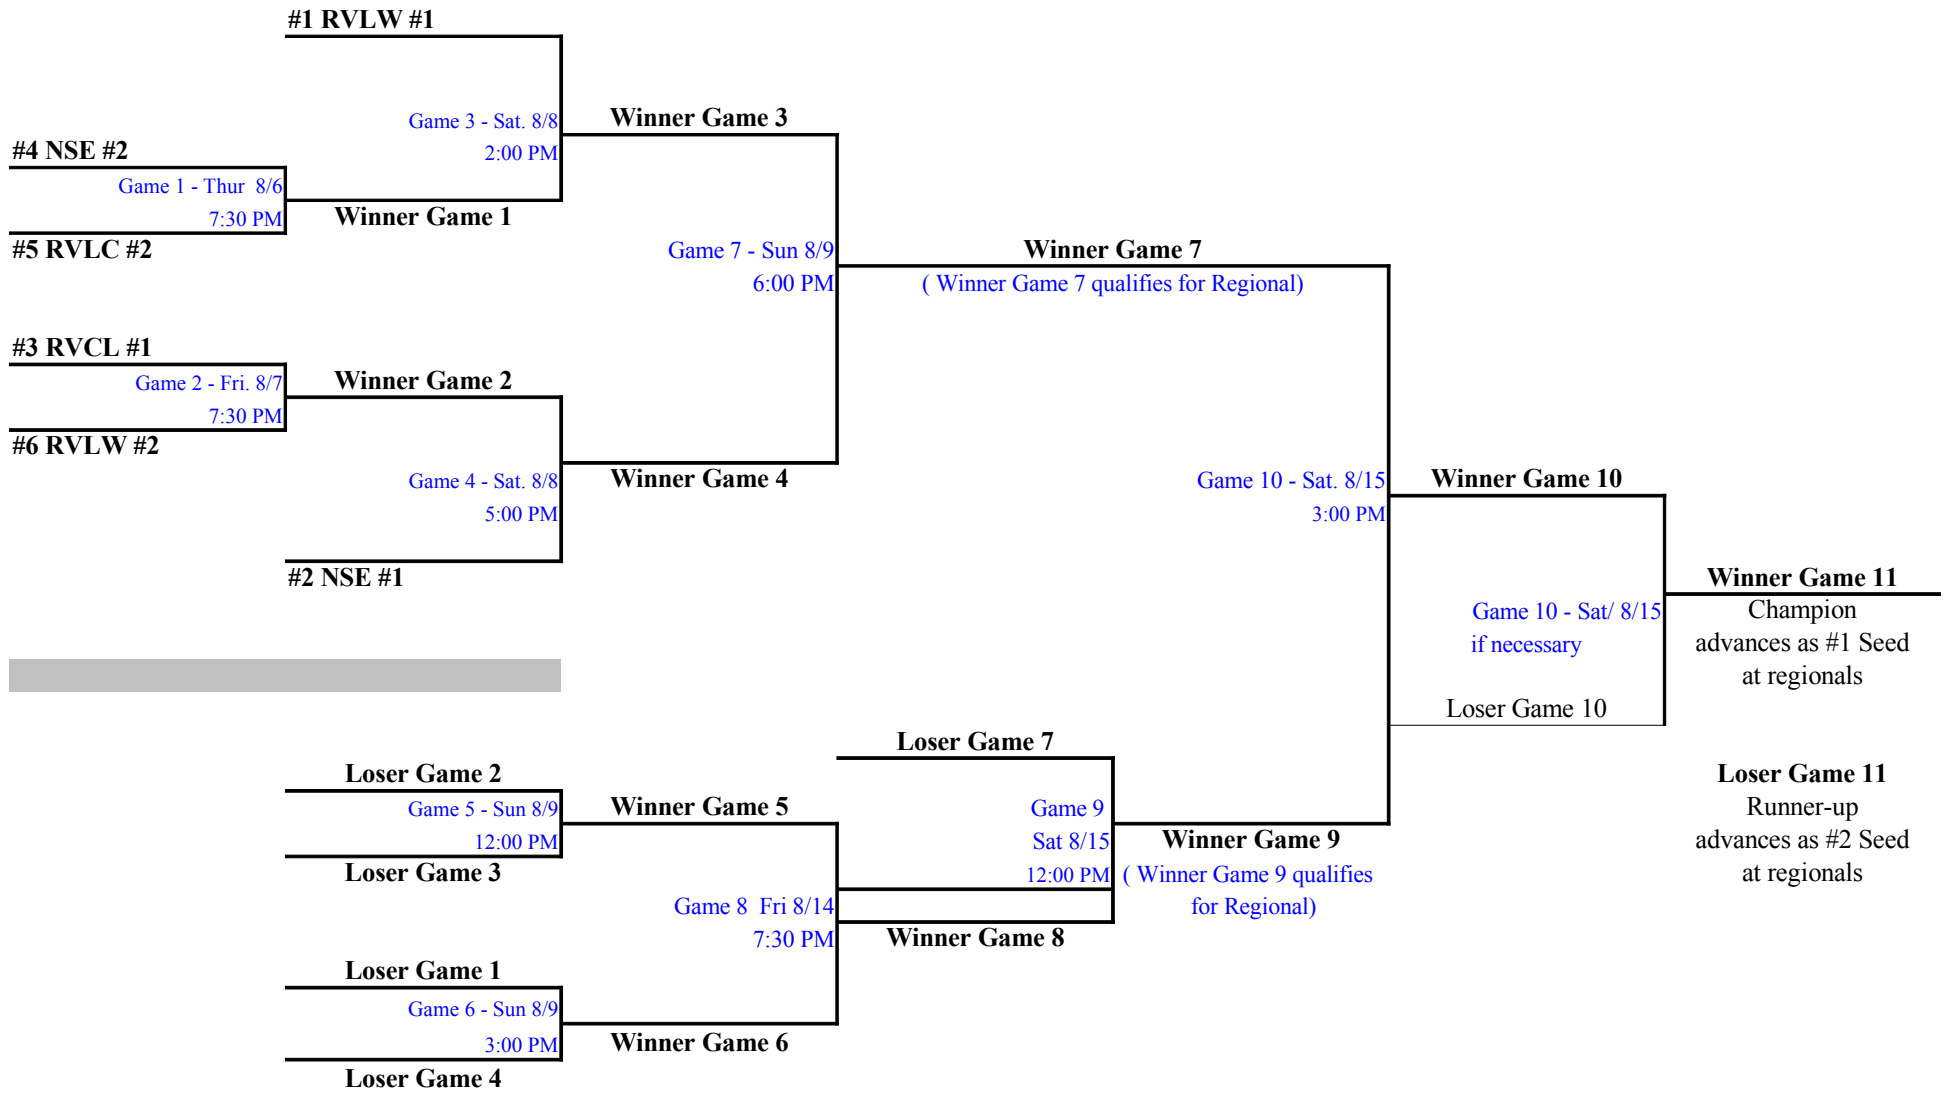 #1 RVLW #1
Game 3 - Sat. 8/8
2:00 PM
Winner Game 3
#4 NSE #2
Game 1 - Thur  8/6
7:30 PM
Winner Game 1
#5 RVLC #2
Game 7 - Sun 8/9
6:00 PM
Winner Game 7
( Winner Game 7 qualifies for Regional)
#3 RVCL #1
Game 2 - Fri. 8/7
7:30 PM
Winner Game 2
#6 RVLW #2
Game 4 - Sat. 8/8
5:00 PM
Winner Game 4
#2 NSE #1
Game 10 - Sat. 8/15
3:00 PM
Winner Game 10
Game 10 - Sat/ 8/15
if necessary
Winner Game 11
Champion
advances as #1 Seed
at regionals
Loser Game 10
Loser Game 7
Loser Game 2
Game 5 - Sun 8/9
12:00 PM
Loser Game 3
Winner Game 5
Game 9
Sat 8/15
12:00 PM
Winner Game 9
( Winner Game 9 qualifies
for Regional)
Loser Game 11
Runner-up
advances as #2 Seed
at regionals
Game 8  Fri 8/14
7:30 PM
Winner Game 8
Loser Game 1
Game 6 - Sun 8/9
3:00 PM
Loser Game 4
Winner Game 6